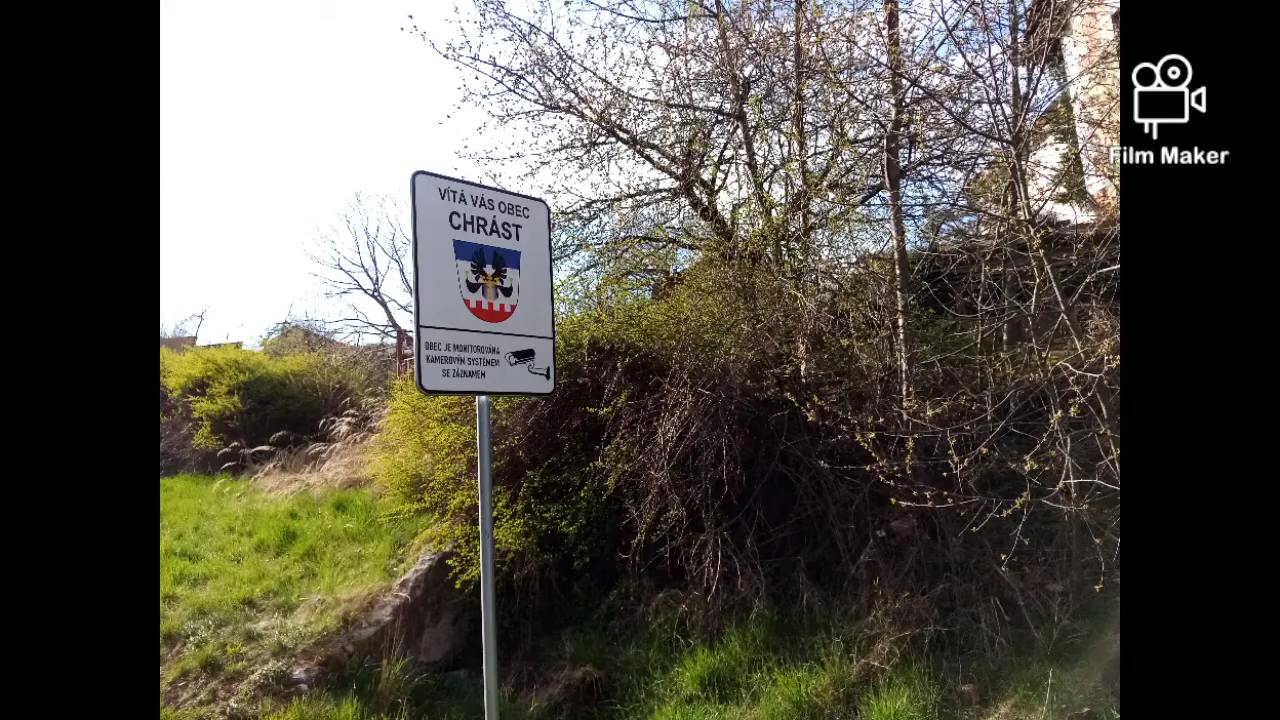 VÍTÁ VÁS OBEC
CHRÁST
OBEC JE MONITOROVÁNA
KAMEROVÝM SYSTÉMEM
SE ZÁZNAMEM
Film Maker